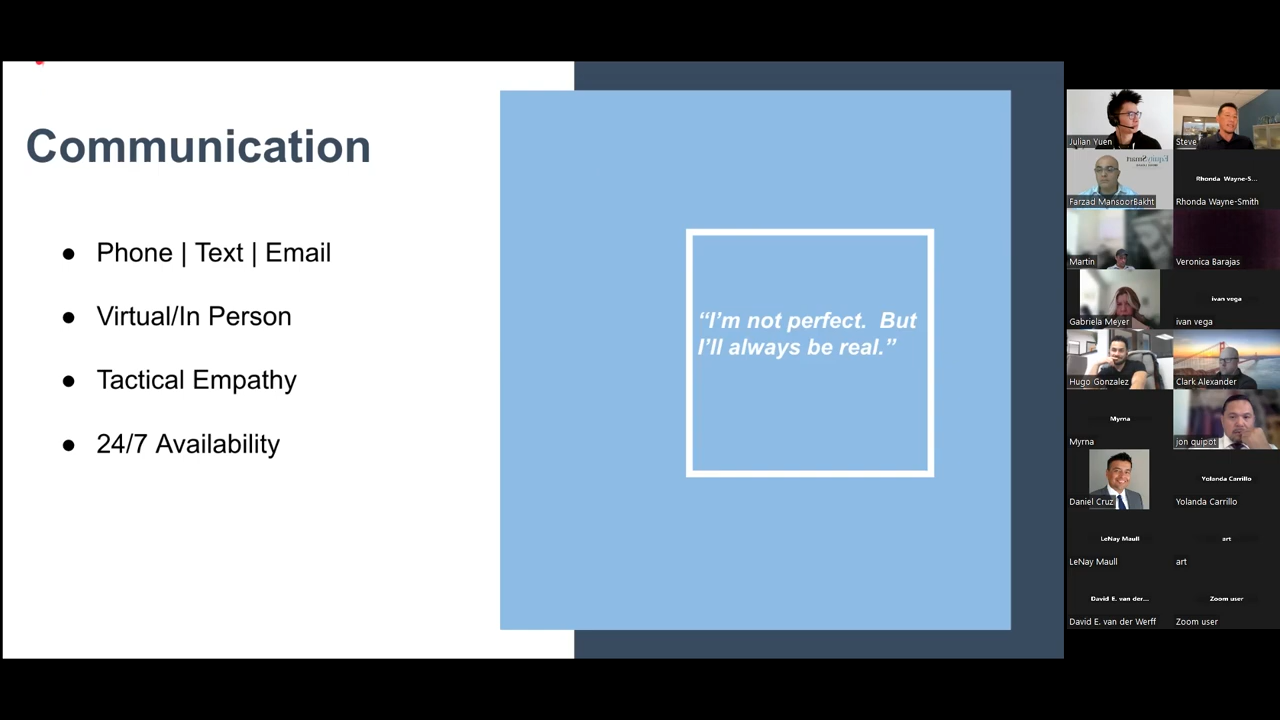 Communication
● Phone | Text | Email
● Virtual/In Person
● Tactical Empathy
● 24/7 Availability
“I’m not perfect.  But
I’ll always be real.”
Julian Yuen
Steve
Farzad MansoorBakht
Rhonda Wayne-S...
Rhonda Wayne-Smith
Martin
Veronica Barajas
Gabriela Meyer
ivan vega
ivan vega
Hugo Gonzalez
Clark Alexander
Myrna
Myrna
jon quipot
Daniel Cruz
Yolanda Carrillo
Yolanda Carrillo
LeNay Maull
LeNay Maull
art
art
David E. van der...
David E. van der Werff
Zoom user
Zoom user